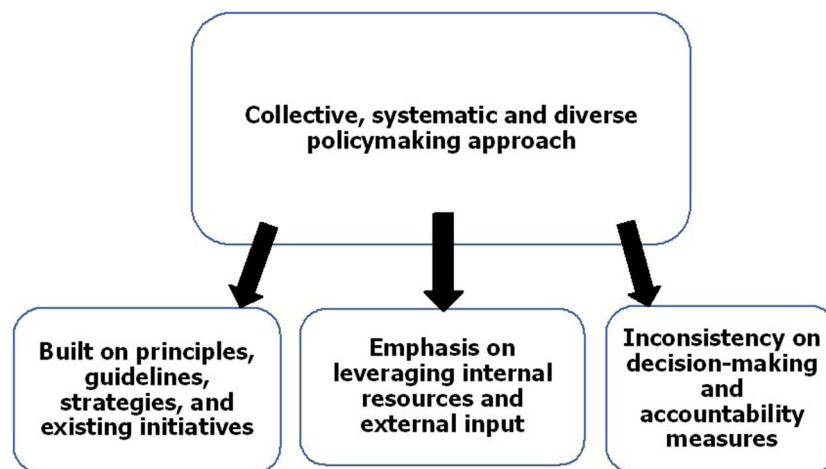 Collective, systematic and diverse
policymaking approach
Built on principles,
guidelines,
strategies, and
existing initiatives
Emphasis on
leveraging internal
resources and
external input
Inconsistency on
decision-making
and
accountability
measures